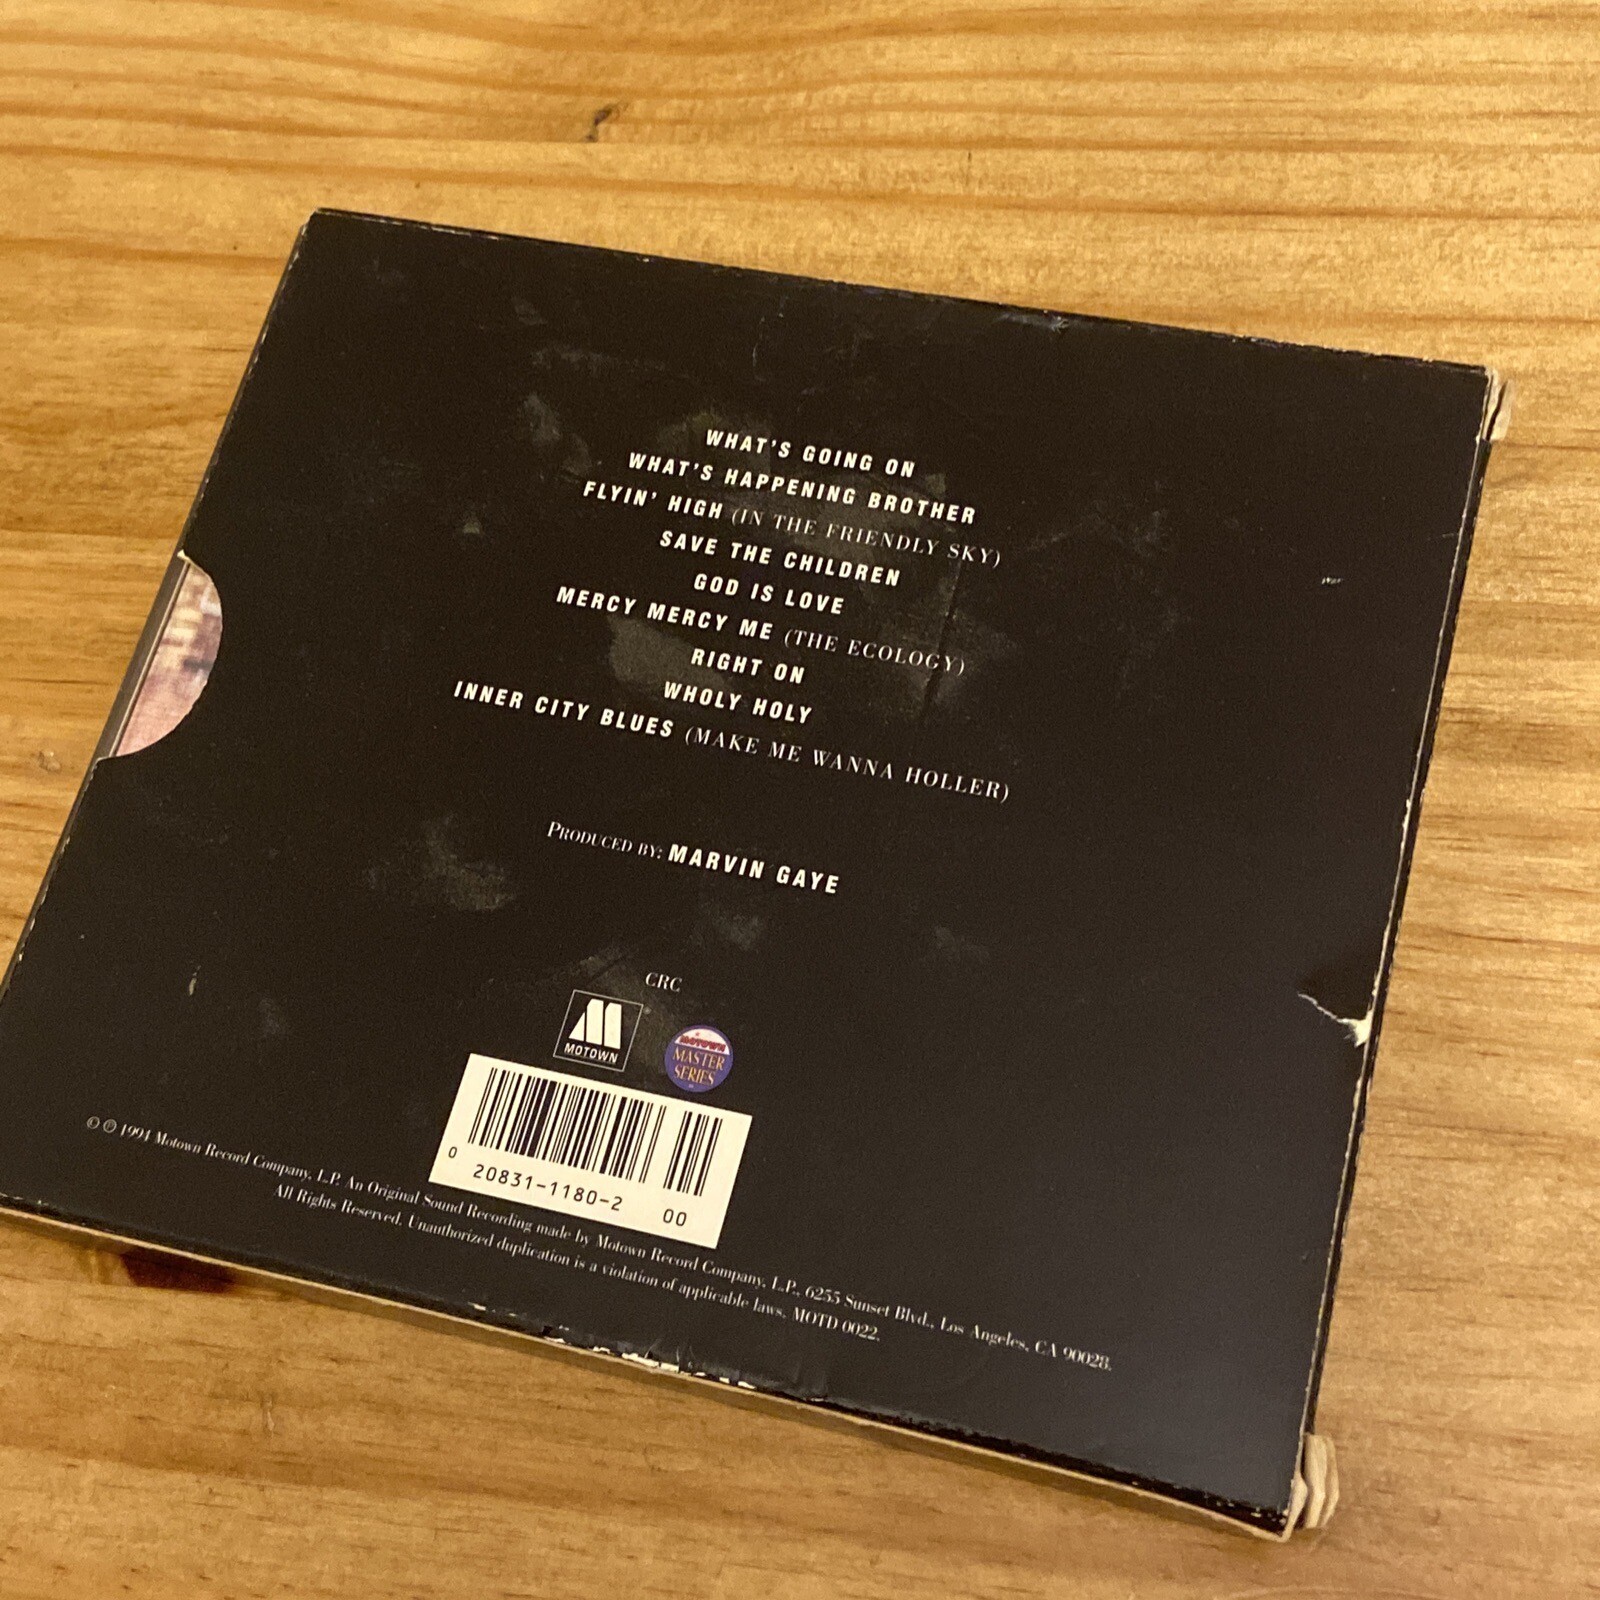 WHAT'S GOING ON
WHAT'S HAPPENING BROTHER
FLYIN' HIGH (IN THE FRIENDLY SKY)
SAVE THE CHILDREN
GOD IS LOVE
MERCY MERCY ME (THE ECOLOGY)
RIGHT ON
WHOLY HOLY
INNER CITY BLUES (MAKE ME WANNA HOLLER)
PRODUCED BY: MARVIN GAYE
CRC
MOTOWN
MOTOWN
MASTER
SERIES
0 20831-1180-2 00
© ℗ 1994 Motown Record Company, L.P. An Original Sound Recording made by Motown Record Company, L.P., 6255 Sunset Blvd., Los Angeles, CA 90028.
All Rights Reserved. Unauthorized duplication is a violation of applicable laws. MOTD 0022.